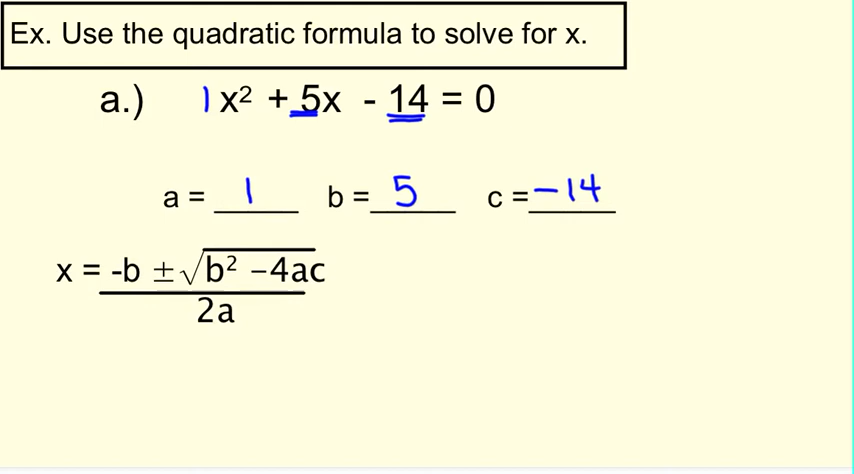 Ex. Use the quadratic formula to solve for x.
a.) 1x² + 5x - 14 = 0
a = 1 b = 5 c = -14
x = -b ±√b² -4ac
2a